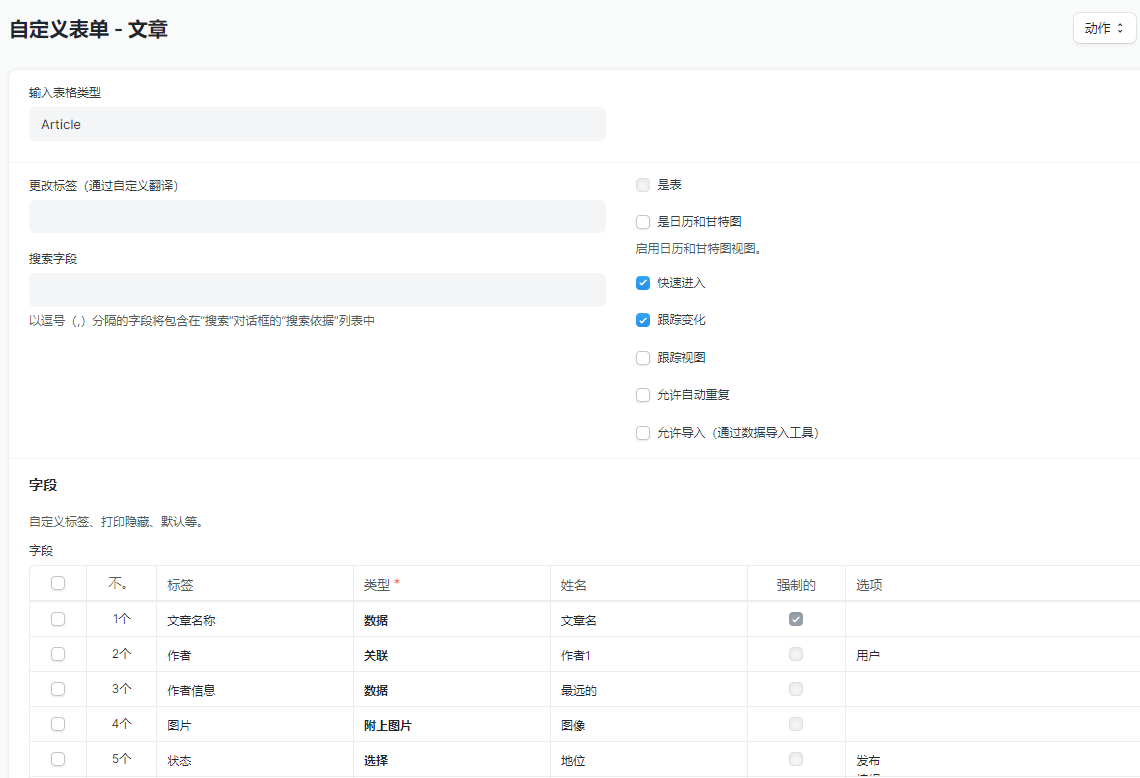 自定义表单 - 文章
动作
输入表格类型
Article
更改标签（通过自定义翻译）
搜索字段
以逗号（,）分隔的字段将包含在“搜索”对话框的“搜索依据”列表中
是表
是日历和甘特图
启用日历和甘特图视图。
快速进入
跟踪变化
跟踪视图
允许自动重复
允许导入（通过数据导入工具）
字段
自定义标签、打印隐藏、默认等。
字段
不。 标签 类型 * 姓名 强制的 选项
1个 文章名称 数据 文章名
2个 作者 关联 作者1 用户
3个 作者信息 数据 最远的
4个 图片 附上图片 图像
5个 状态 选择 地位 发布